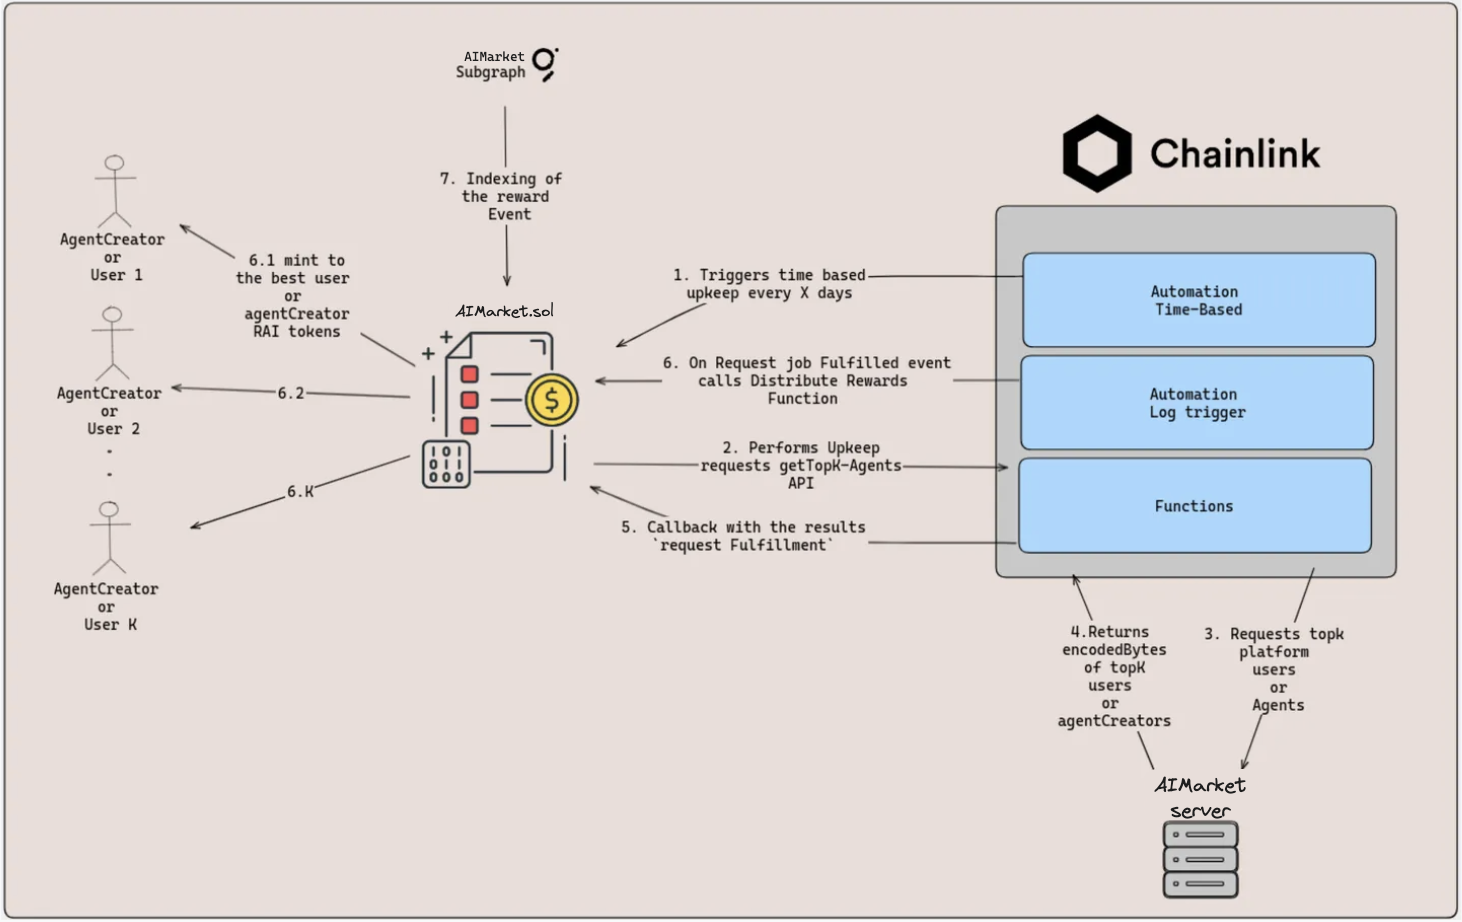 AIMarket
Subgraph
7. Indexing of
the reward
Event
AIMarket.sol
AgentCreator
or
User 1
6.1 mint to
the best user
or
agentCreator
RAI tokens
AgentCreator
or
User 2
.
.
6.2
6.K
AgentCreator
or
User K
$
1. Triggers time based
upkeep every X days
6. On Request job Fulfilled event
calls Distribute Rewards
Function
2. Performs Upkeep
requests getTopK-Agents
API
5. Callback with the results
`request Fulfillment`
IOI
OII
OOO
Chainlink
Automation
Time-Based
Automation
Log trigger
Functions
4.Returns
encodedBytes
of topK
users
or
agentCreators
3. Requests topk
platform
users
or
Agents
AIMarket
server